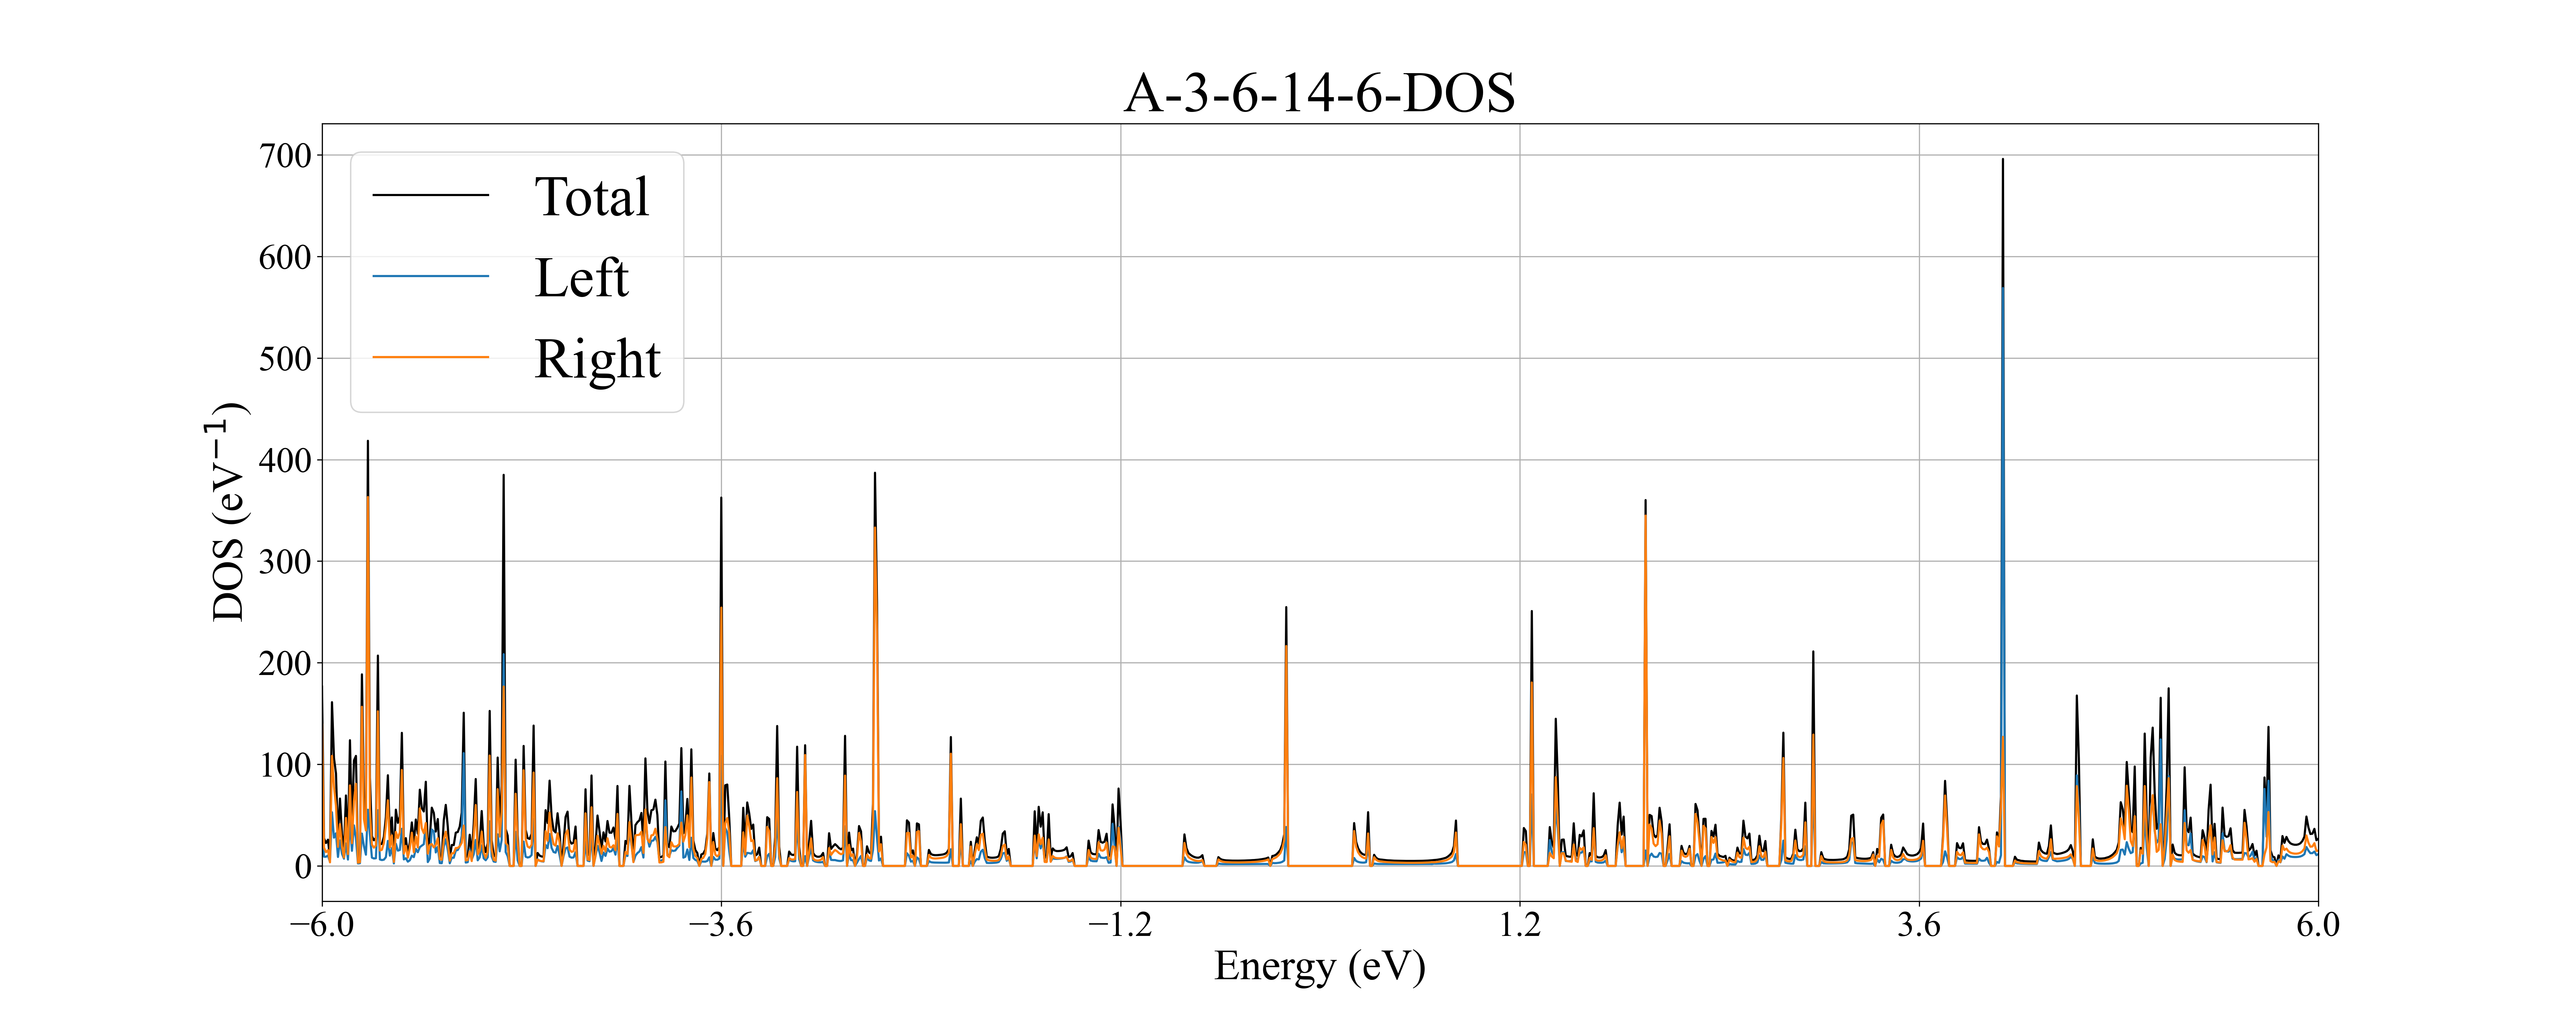 A-3-6-14-6-DOS
Total
Left
Right
700
600
500
400
300
200
100
0
DOS (eV⁻¹)
−6.0 −3.6 −1.2 1.2 3.6 6.0
Energy (eV)